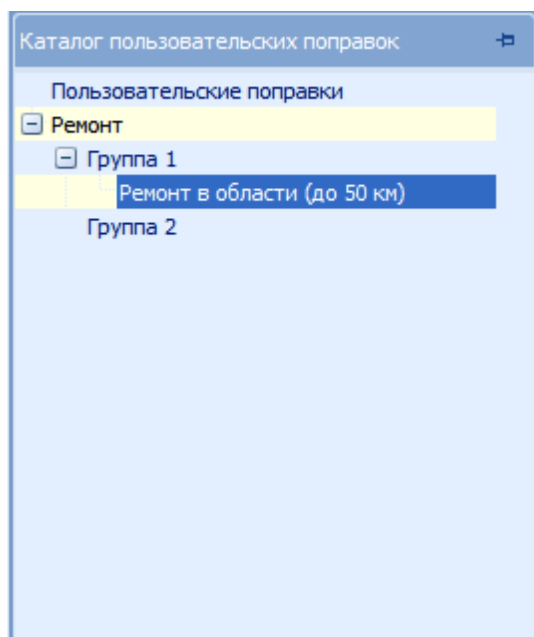 Каталог пользовательских поправок
Пользовательские поправки
Ремонт
Группа 1
Ремонт в области (до 50 км)
Группа 2